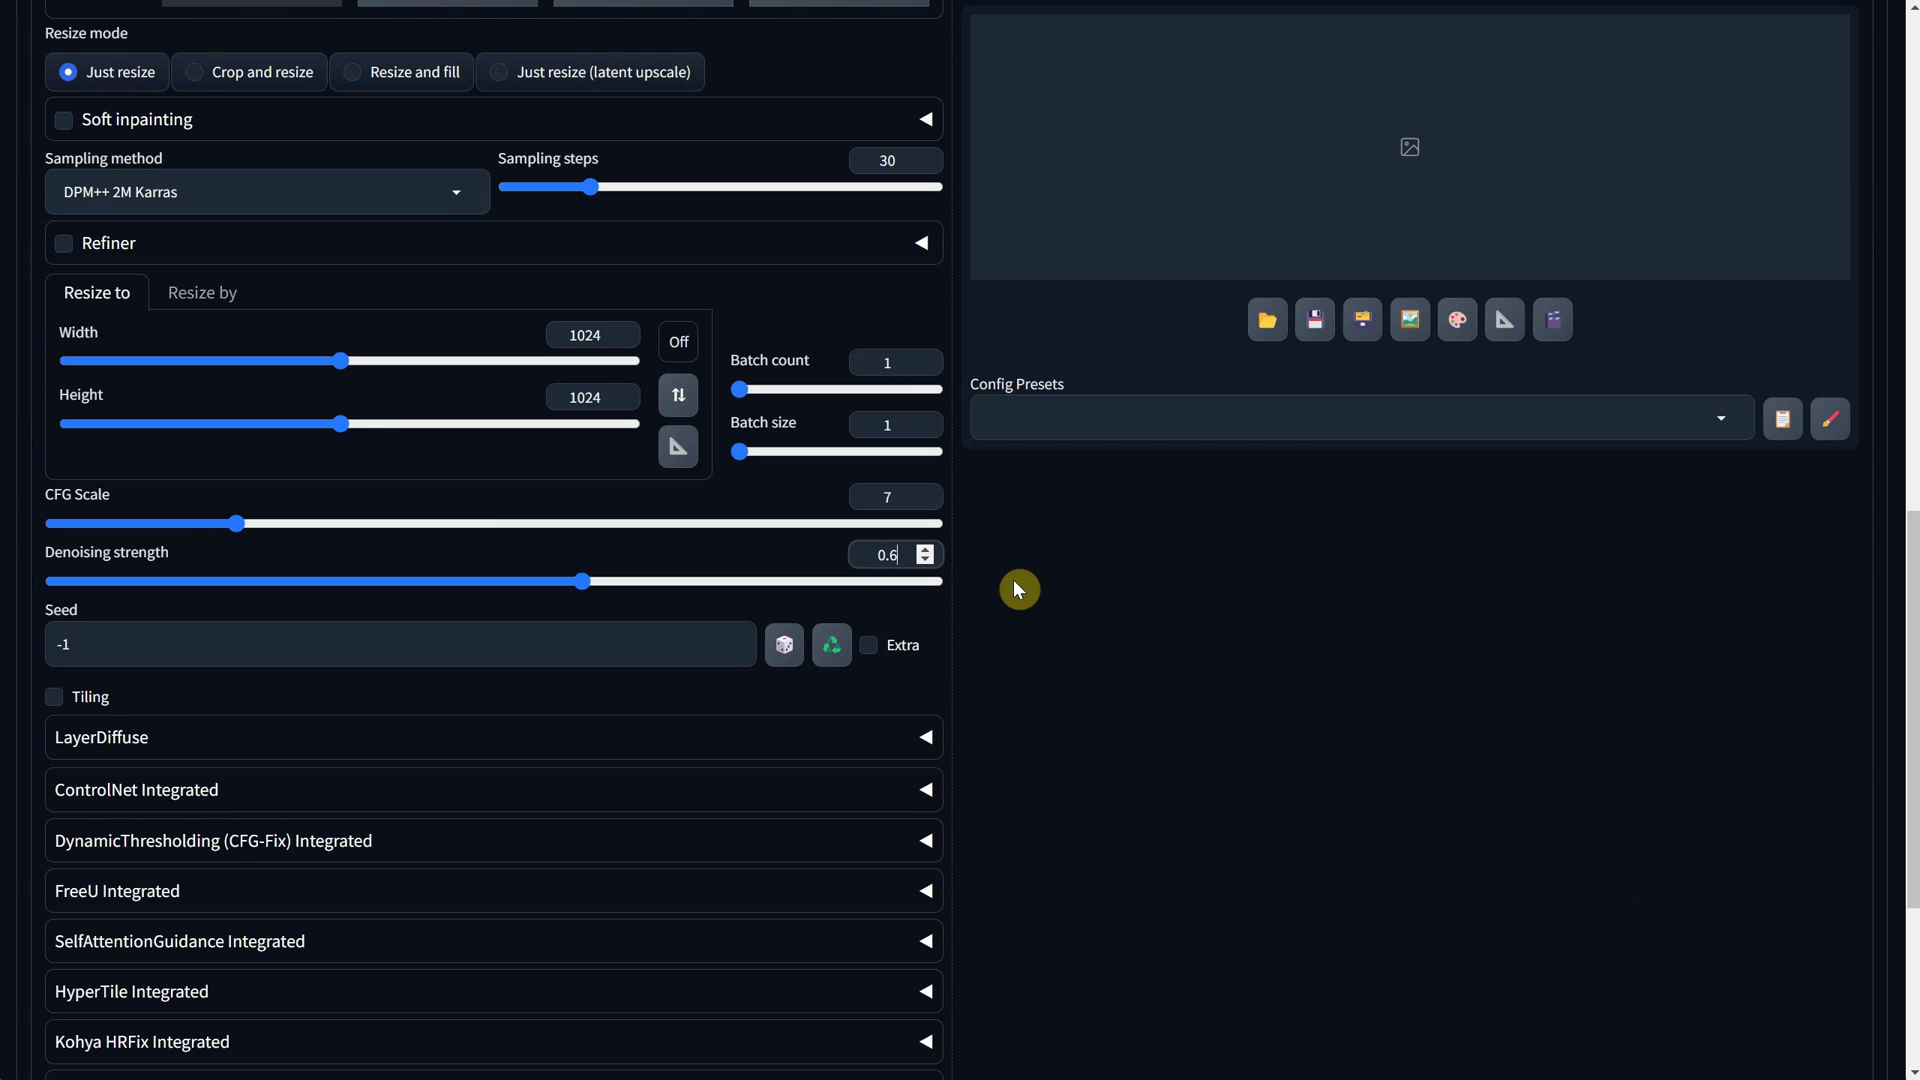 Resize mode
Just resize
Crop and resize
Resize and fill
Just resize (latent upscale)
Soft inpainting
Sampling method
Sampling steps
30
DPM++ 2M Karras
Refiner
Resize to
Resize by
Width
1024
Off
Height
1024
Batch count
1
Batch size
1
CFG Scale
7
Denoising strength
0.6
Seed
-1
Extra
Tiling
LayerDiffuse
ControlNet Integrated
DynamicThresholding (CFG-Fix) Integrated
FreeU Integrated
SelfAttentionGuidance Integrated
HyperTile Integrated
Kohya HRFix Integrated
Config Presets